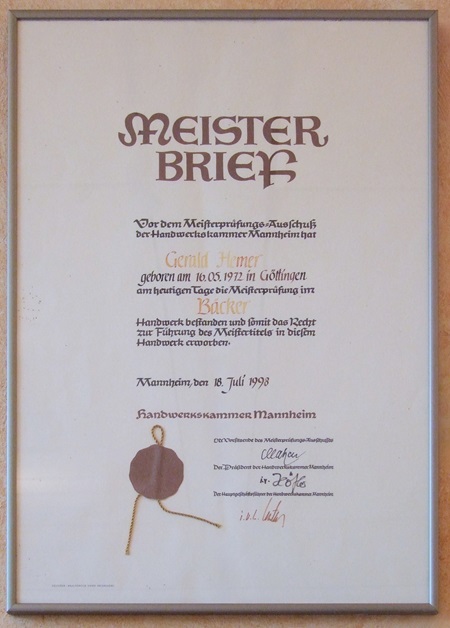 MEISTER
BRIEF
Vor dem Meisterprüfungs-Ausschuß
der Handwerkskammer Mannheim hat
Gerald Hemer
geboren am 16.05.1972 in Göttingen
am heutigen Tage die Meisterprüfung im
Bäcker
Handwerk bestanden und somit das Recht
zur Führung des Meistertitels in diesem
Handwerk erworben.
Mannheim, den 18. Juli 1998
Handwerkskammer Mannheim
Der Vorsitzende des Meisterprüfungs-Ausschußes
Der Präsident der Handwerkskammer Mannheim
Der Hauptgeschäftsführer der Handwerkskammer Mannheim